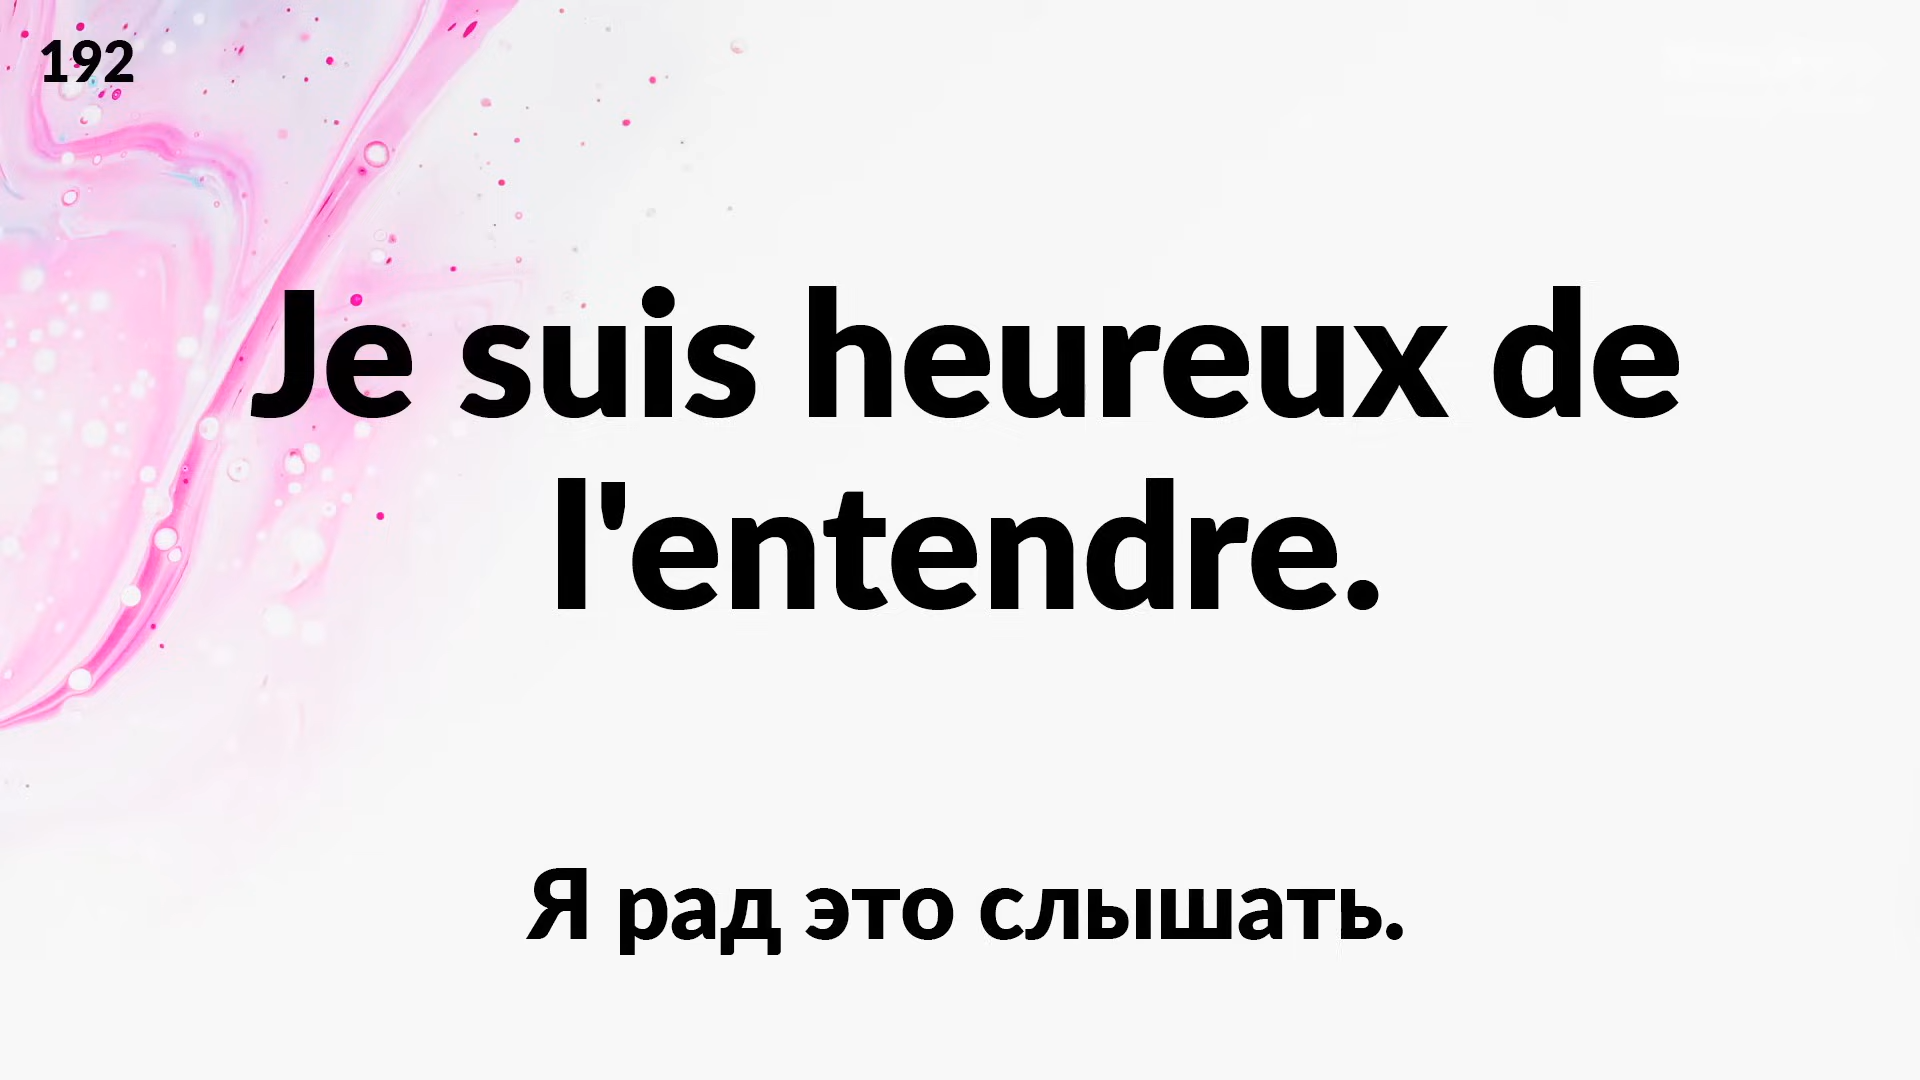 192
Je suis heureux de
l'entendre.
Я рад это слышать.